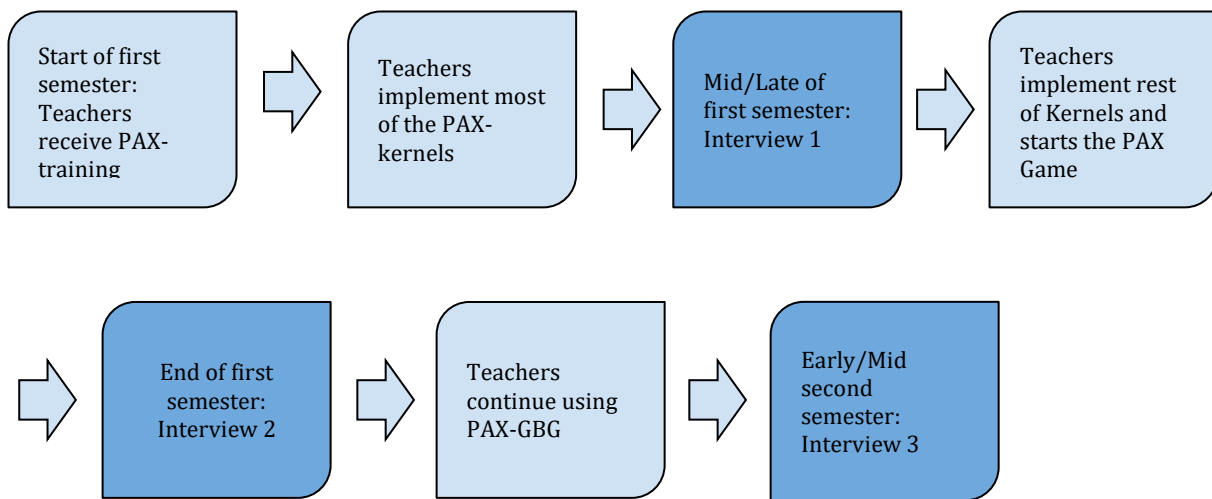 Start of first
semester:
Teachers
receive PAX-
training
Teachers
implement most
of the PAX-
kernels
Mid/Late of
first semester:
Interview 1
Teachers
implement rest
of Kernels and
starts the PAX
Game
End of first
semester:
Interview 2
Teachers
continue using
PAX-GBG
Early/Mid
second
semester:
Interview 3